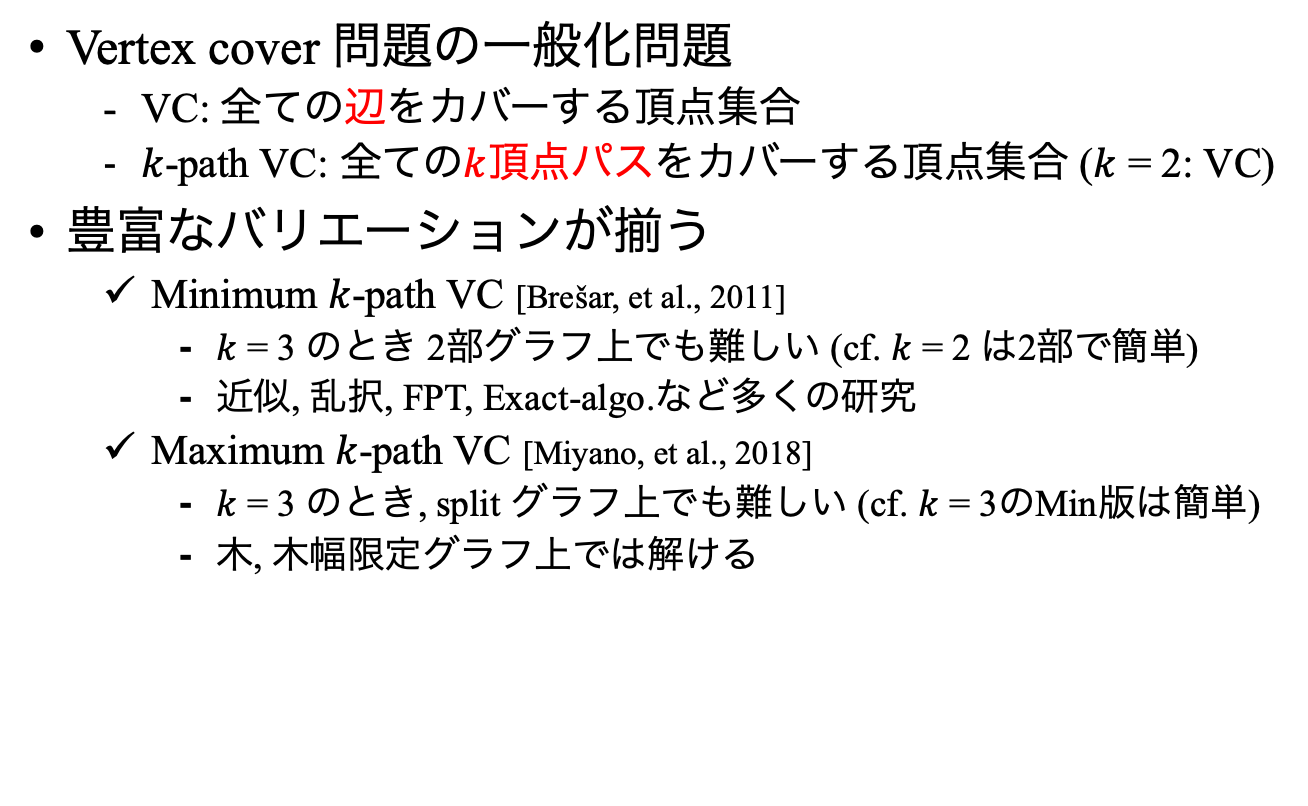 • Vertex cover 問題の一般化問題
- VC: 全ての辺をカバーする頂点集合
- k-path VC: 全てのk頂点パスをカバーする頂点集合 (k = 2: VC)
• 豊富なバリエーションが揃う
✓ Minimum k-path VC [Brešar, et al., 2011]
- k = 3 のとき 2部グラフ上でも難しい (cf. k = 2 は2部で簡単)
- 近似, 乱択, FPT, Exact-algo.など多くの研究
✓ Maximum k-path VC [Miyano, et al., 2018]
- k = 3 のとき, split グラフ上でも難しい (cf. k = 3のMin版は簡単)
- 木, 木幅限定グラフ上では解ける